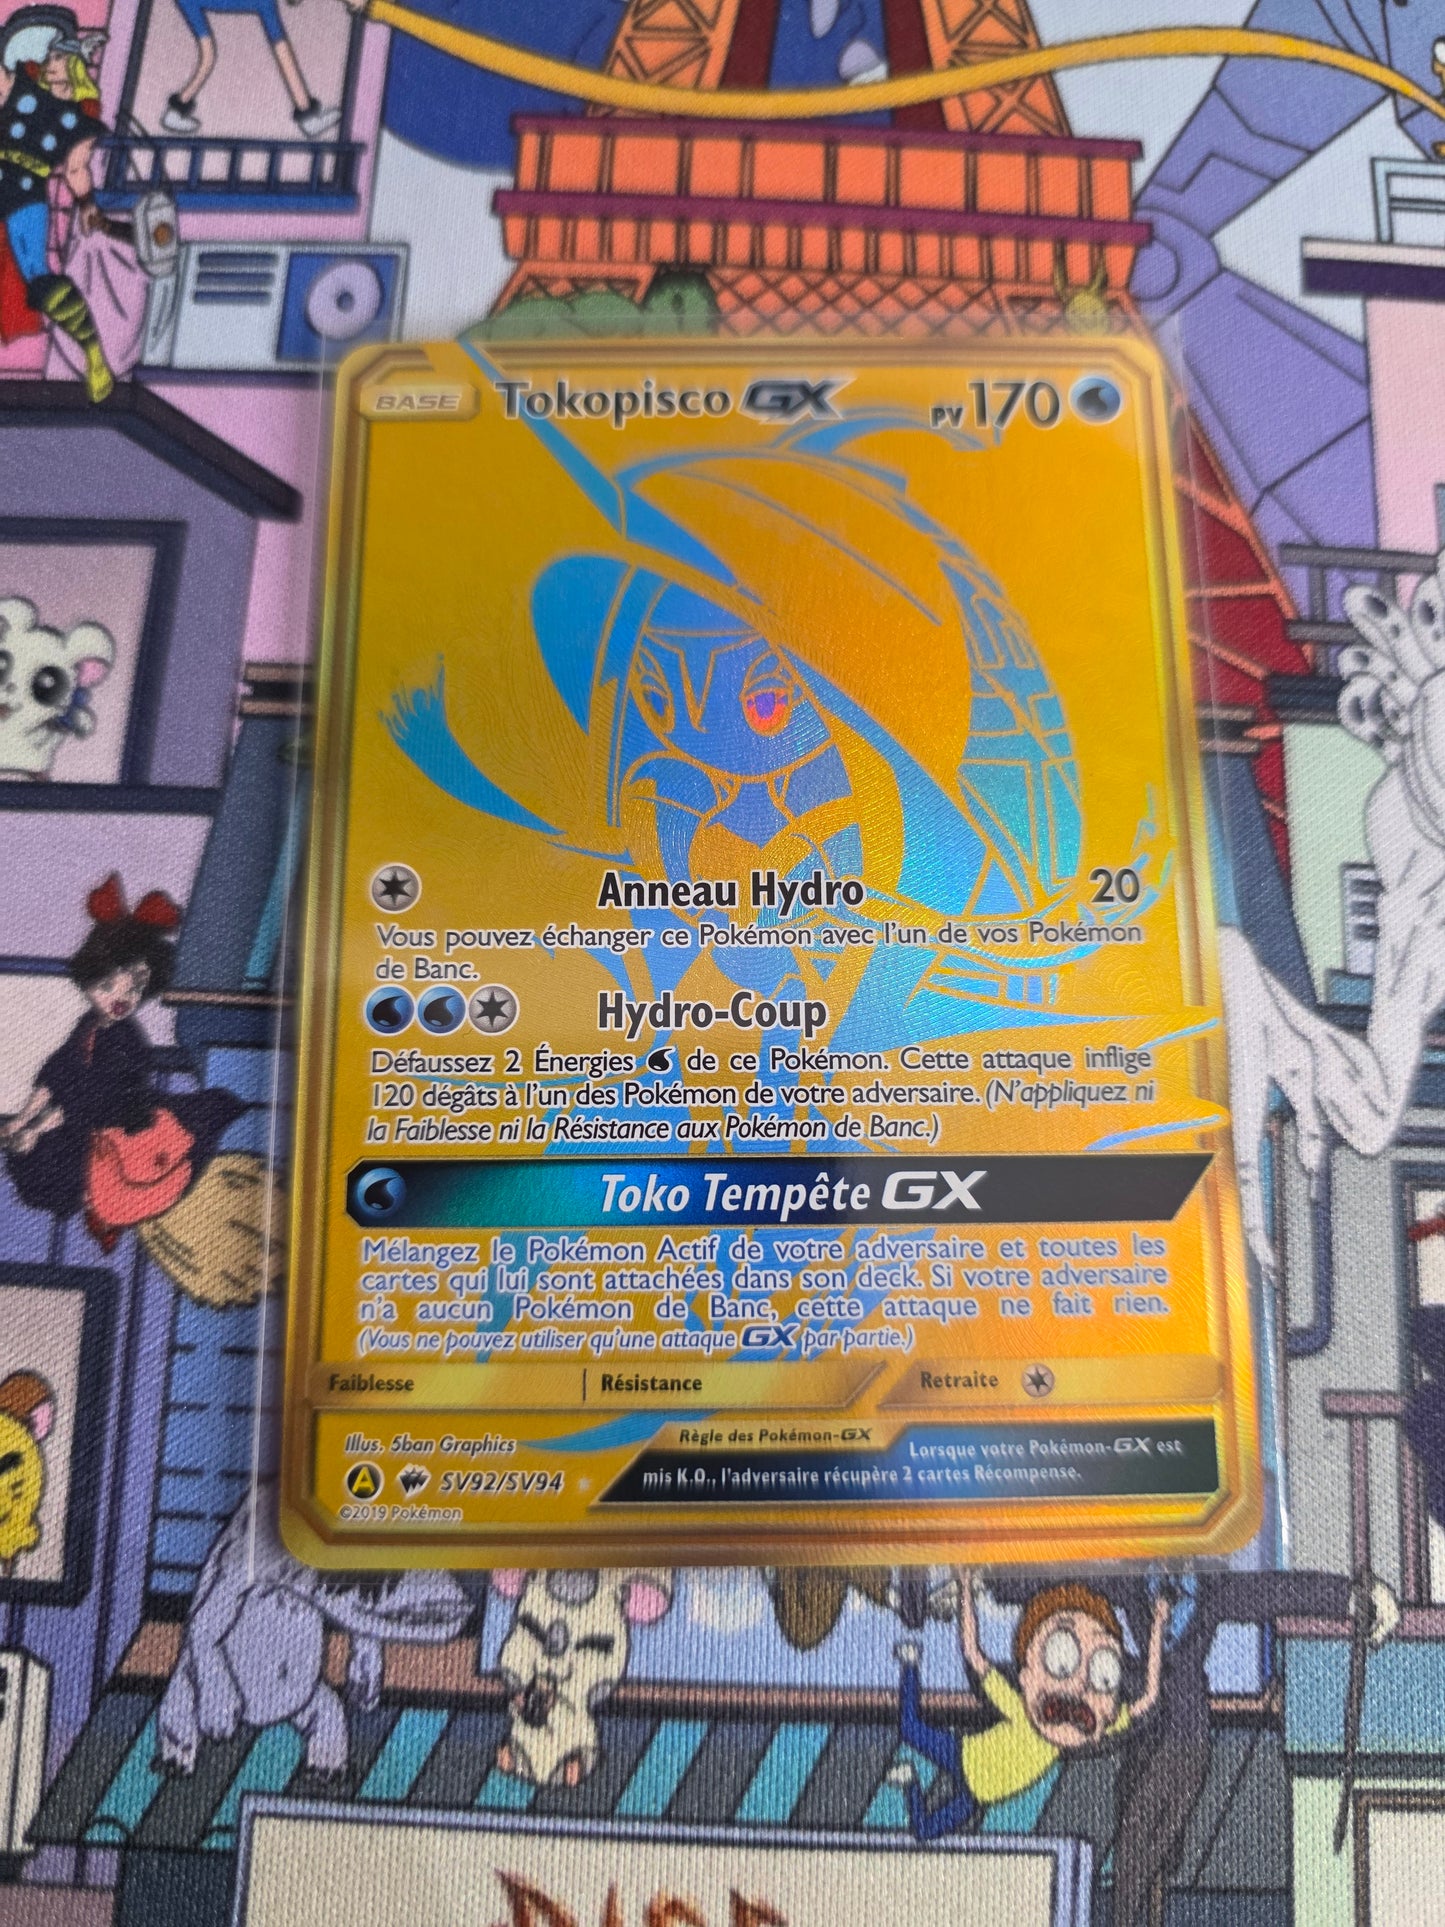 BASE Tokopisco GX PV 170
Anneau Hydro 20
Vous pouvez échanger ce Pokémon avec l'un de vos Pokémon
de Banc.
Hydro-Coup
Défaussez 2 Énergies de ce Pokémon. Cette attaque inflige
120 dégâts à l'un des Pokémon de votre adversaire. (N'appliquez ni
la Faiblesse ni la Résistance aux Pokémon de Banc.)
Toko Tempête GX
Mélangez le Pokémon Actif de votre adversaire et toutes les
cartes qui lui sont attachées dans son deck. Si votre adversaire
n'a aucun Pokémon de Banc, cette attaque ne fait rien.
(Vous ne pouvez utiliser qu'une attaque GX par partie.)
Faiblesse Résistance Retraite
Illus. 5ban Graphics
A SV92/SV94
©2019 Pokémon
Règle des Pokémon-GX Lorsque votre Pokémon-GX est
mis K.O., l'adversaire récupère 2 cartes Récompense.